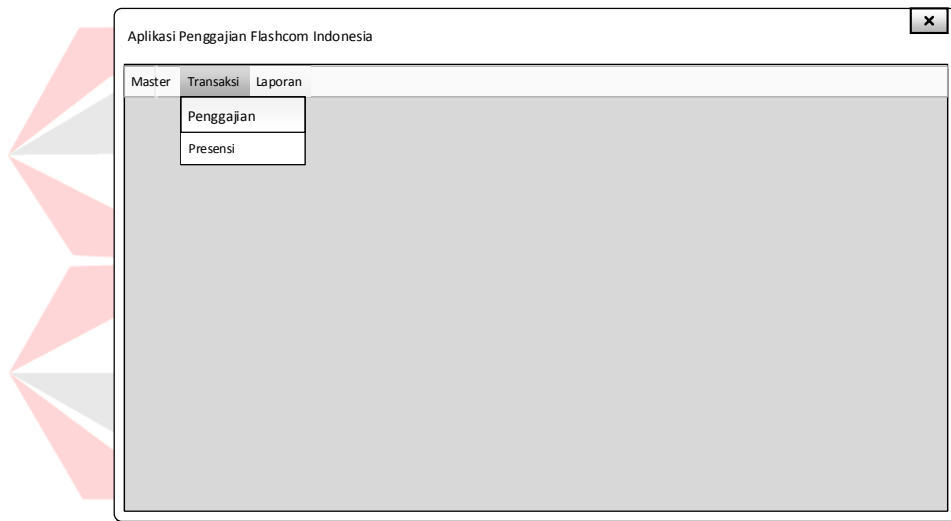 Aplikasi Penggajian Flashcom Indonesia
Master Transaksi Laporan
Penggajian
Presensi